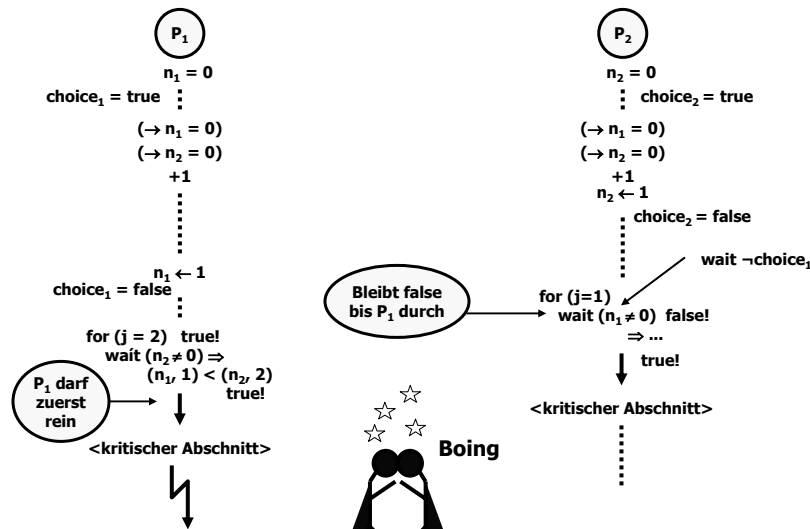 P₁
n₁ = 0
choice₁ = true
(→ n₁ = 0)
(→ n₂ = 0)
+1
n₁ ← 1
choice₁ = false
for (j = 2) true!
wait (n₂ ≠ 0) ⇒
(n₁, 1) < (n₂, 2)
true!
P₁ darf
zuerst
rein
<kritischer Abschnitt>
P₂
n₂ = 0
choice₂ = true
(→ n₁ = 0)
(→ n₂ = 0)
+1
n₂ ← 1
choice₂ = false
wait ¬choice₁
Bleibt false
bis P₁ durch
for (j=1)
wait (n₁ ≠ 0) false!
⇒ ...
true!
<kritischer Abschnitt>
Boing